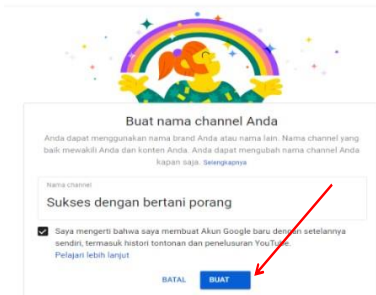 Buat nama channel Anda
Anda dapat menggunakan nama brand Anda atau nama lain. Nama channel yang
baik mewakili Anda dan konten Anda. Anda dapat mengubah nama channel Anda
kapan saja. Selengkapnya
Nama channel
Sukses dengan bertani porang
Saya mengerti bahwa saya membuat Akun Google baru dengan setelannya
sendiri, termasuk histori tontonan dan penelusuran YouTube.
Pelajari lebih lanjut
BATAL BUAT